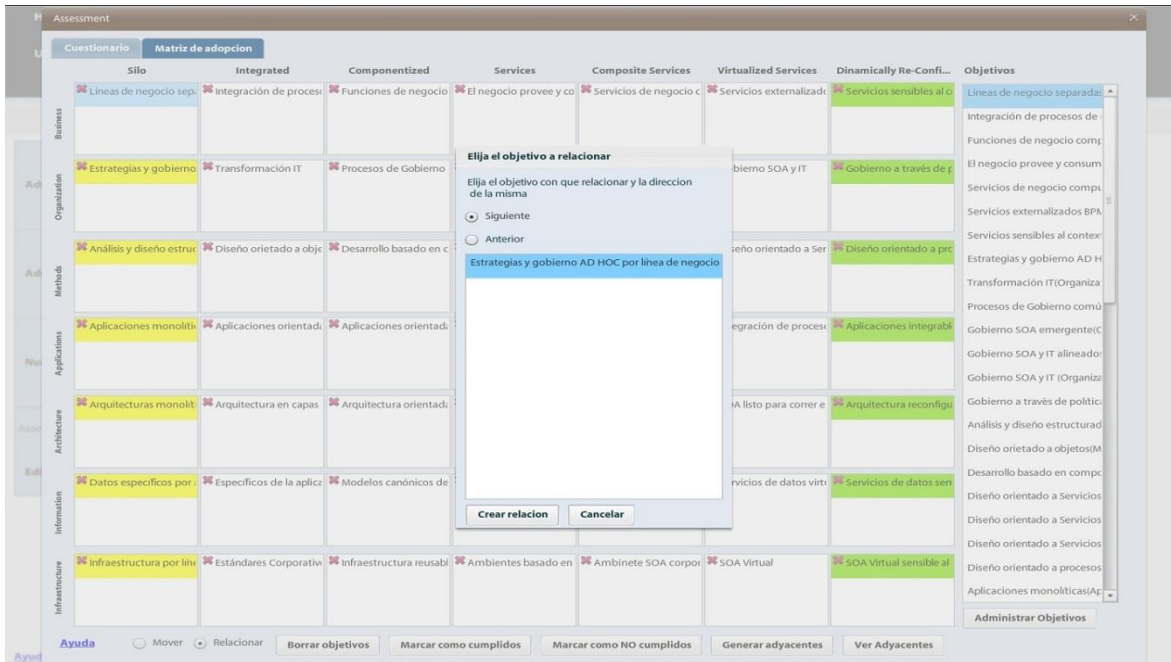 Assessment
Cuestionario Matriz de adopcion
Silo Integrated Componentized Services Composite Services Virtualized Services Dinamically Re-Confi... Objetivos
Business
Lineas de negocio sep Integración de proces Funciones de negocio El negocio provee y co Servicios de negocio c Servicios externalizado Servicios sensibles al c
Organization
Estrategias y gobierno Transformación IT Procesos de Gobierno bierno SOA y IT Gobierno a través de p
Methods
Análisis y diseño estruc Diseño orietado a obje Desarrollo basado en c seño orientado a Ser Diseño orientado a pro
Applications
Aplicaciones monolíti Aplicaciones orientad Aplicaciones orientad egración de proces Aplicaciones integrabl
Architecture
Arquitecturas monolit Arquitectura en capas Arquitectura orientad A listo para correr e Arquitectura reconfigu
Information
Datos específicos por Específicos de la aplica Modelos canónicos de rvicios de datos virt Servicios de datos sen
Infrastructure
Infraestructura por lín Estándares Corporativ Infraestructura reusabl Ambientes basado en Ambinete SOA corpor SOA Virtual SOA Virtual sensible al
Elija el objetivo a relacionar
Elija el objetivo con que relacionar y la direccion
de la misma
Siguiente
Anterior
Estrategias y gobierno AD HOC por línea de negocio
Crear relacion Cancelar
Lineas de negocio separadas
Integración de procesos de
Funciones de negocio comp
El negocio provee y consum
Servicios de negocio compu
Servicios externalizados BPM
Servicios sensibles al contex
Estrategias y gobierno AD H
Transformación IT(Organiza
Procesos de Gobierno comú
Gobierno SOA emergente(C
Gobierno SOA y IT alineado
Gobierno SOA y IT (Organiza
Gobierno a través de polític
Análisis y diseño estructurad
Diseño orietado a objetos(M
Desarrollo basado en compo
Diseño orientado a Servicios
Diseño orientado a Servicios
Diseño orientado a Servicios
Diseño orientado a procesos
Aplicaciones monolíticas(Ap
Administrar Objetivos
Ayuda Mover Relacionar Borrar objetivos Marcar como cumplidos Marcar como NO cumplidos Generar adyacentes Ver Adyacentes